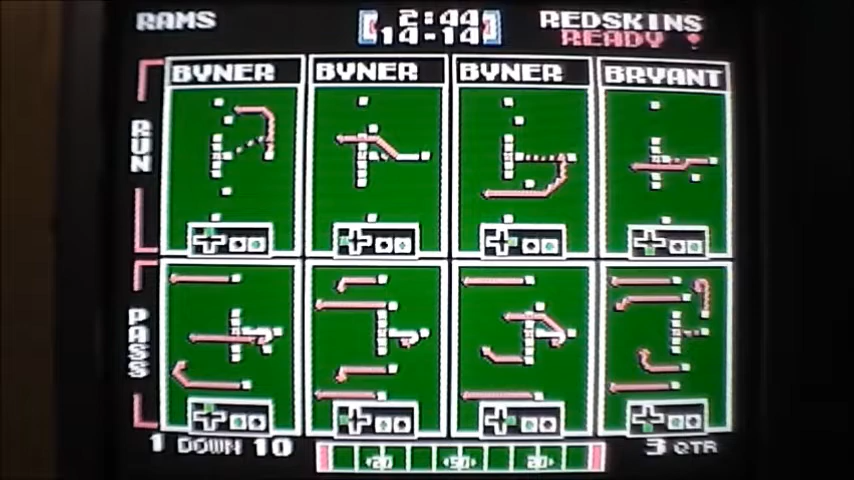 RAMS
2:44
REDSKINS
14-14
READY
BYNER
BYNER
BYNER
BRYANT
RUN
PASS
1 DOWN 10
20
50
20
3 QTR